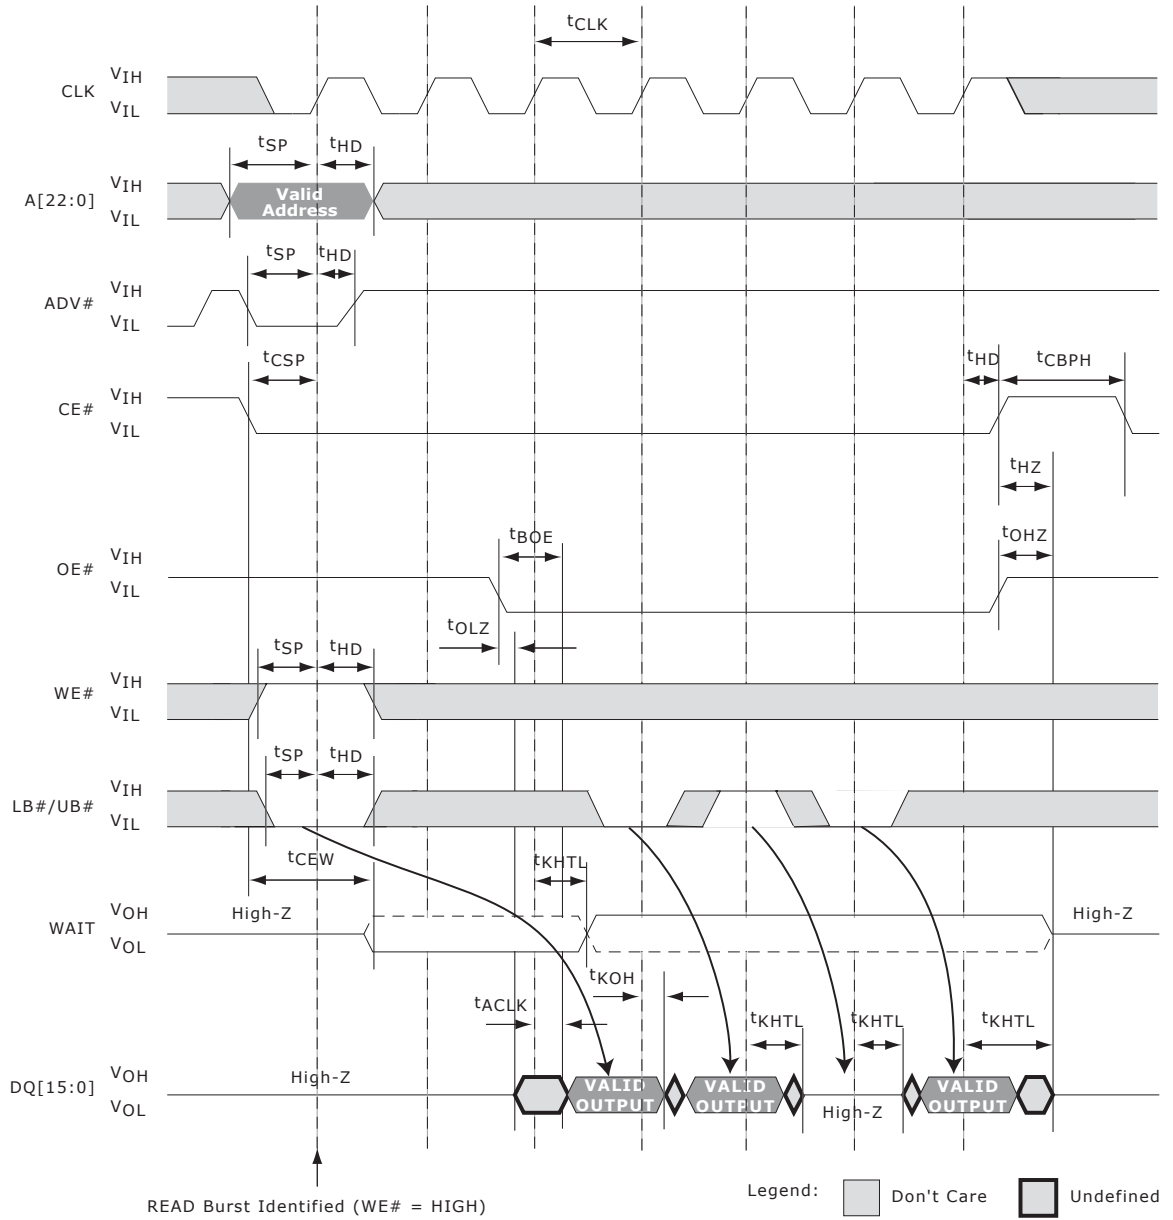 tCLK
CLK VIH
VIL
tSP tHD
A[22:0] VIH
VIL
Valid
Address
tSP tHD
ADV# VIH
VIL
tCSP tHD tCBPH
CE# VIH
VIL
tHZ
tBOE tOHZ
OE# VIH
VIL
tOLZ
tSP tHD
WE# VIH
VIL
tSP tHD
LB#/UB# VIH
VIL
tCEW tKHTL
WAIT VOH
VOL
High-Z High-Z
tKOH
tACLK tKHTL tKHTL tKHTL
DQ[15:0] VOH
VOL
High-Z
VALID
OUTPUT
VALID
OUTPUT
High-Z
VALID
OUTPUT
READ Burst Identified (WE# = HIGH)
Legend: Don't Care Undefined